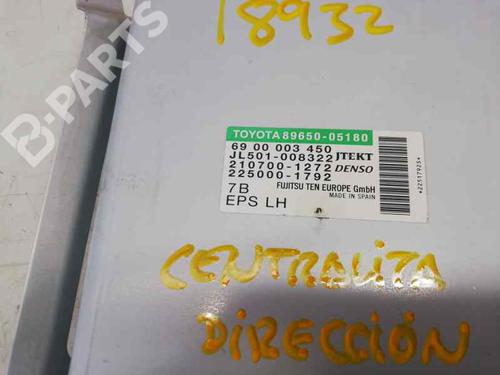 18932
B-PARTS
TOYOTA 89650-05180
69 00 003 450
JL501-008322 JTEKT
210700-1272 DENSO
225000-1792
7B FUJITSU TEN EUROPE GmbH
EPS LH MADE IN SPAIN
*22517923*
CENTRALITA
DIRECCIÓN